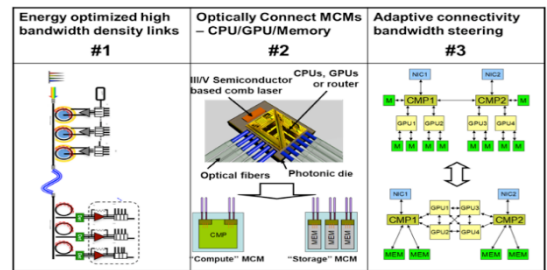 Energy optimized high
bandwidth density links
#1
Optically Connect MCMs
– CPU/GPU/Memory
#2
III/V Semiconductor
based comb laser
CPUs, GPUs
or router
Optical fibers
Photonic die
CMP
MEM
MEM
MEM
"Compute" MCM
"Storage" MCM
Adaptive connectivity
bandwidth steering
#3
NIC1
NIC2
M
CMP1
CMP2
M
GPU1
GPU2
GPU3
GPU4
M
M
M
M
NIC1
NIC2
GPU1
GPU3
CMP1
CMP2
GPU2
GPU4
MEM
MEM
MEM
MEM